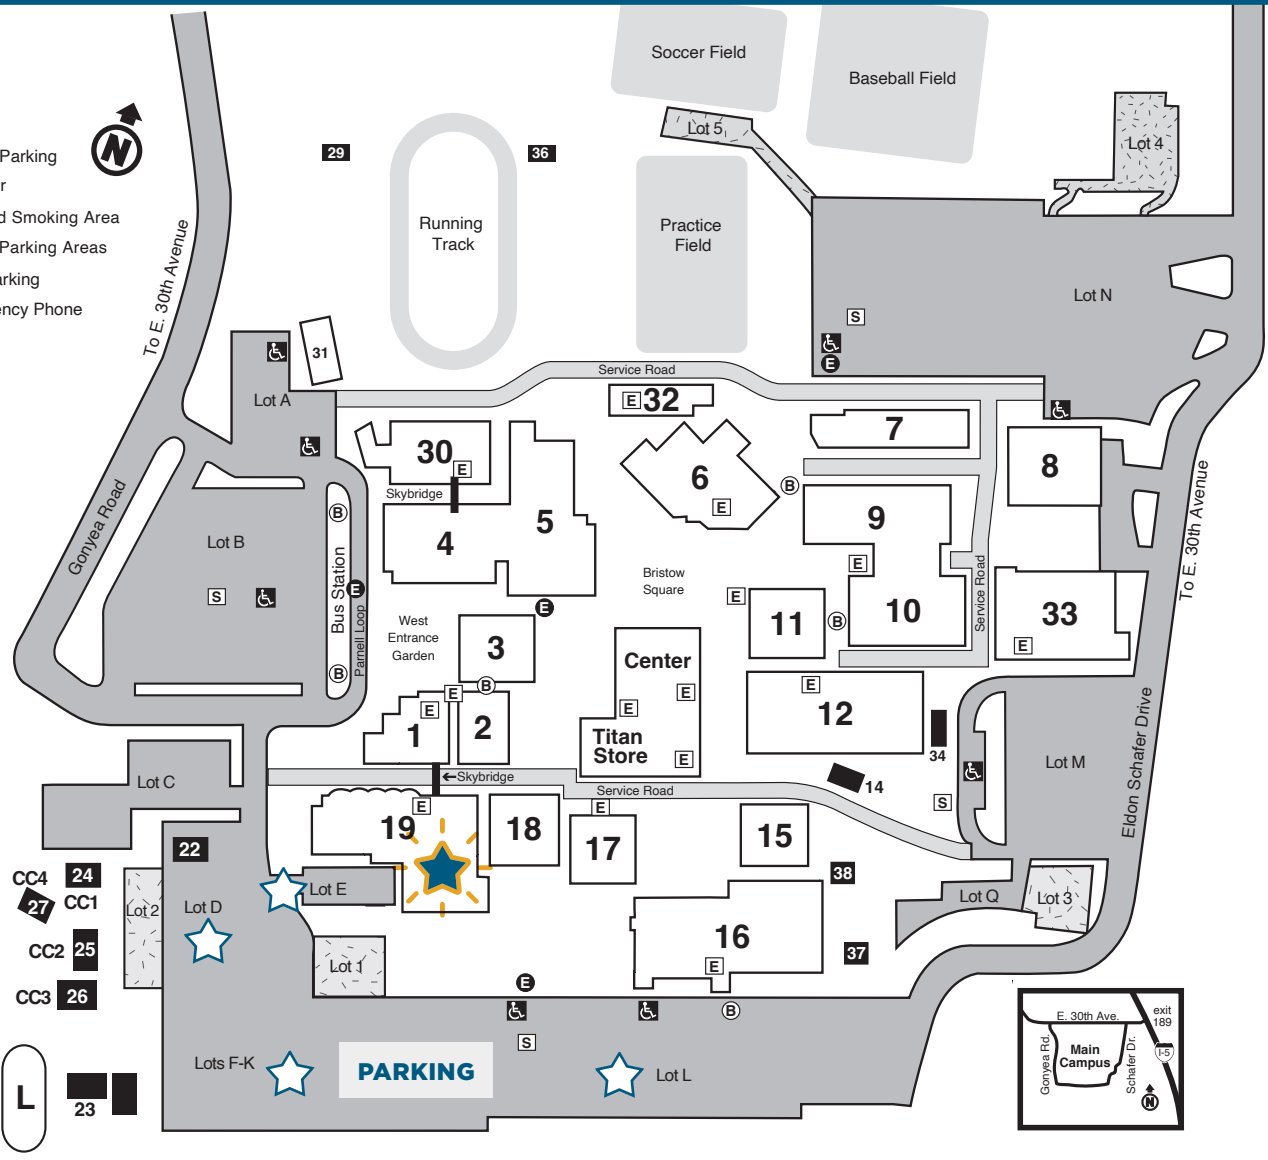 Soccer Field
Baseball Field
Lot 5
Lot 4
N
Parking
r
d Smoking Area
Parking Areas
arking
ency Phone
29
36
Running
Track
Practice
Field
To E. 30th Avenue
Lot N
S
E
31
Service Road
Lot A
E
32
7
30
E
Skybridge
6
E
B
8
5
4
9
Gonyea Road
Lot B
B
Bus Station
S
E
Parnell Loop
B
E
Bristow
Square
E
E
To E. 30th Avenue
Service Road
11
B
10
33
E
West
Entrance
Garden
3
Center
E
B
E
1
2
E
E
Titan
Store
E
E
12
34
Lot M
Eldon Schafer Drive
Lot C
Skybridge
Service Road
14
S
E
19
18
E
17
15
22
CC4
24
27
CC1
Lot E
38
Lot 2
Lot D
Lot Q
Lot 3
CC2
25
16
E
37
Lot 1
CC3
26
E
S
B
Lots F-K
PARKING
Lot L
L
23
E. 30th Ave.
exit
189
Gonyea Rd.
Main
Campus
Schafer Dr.
I-5
N